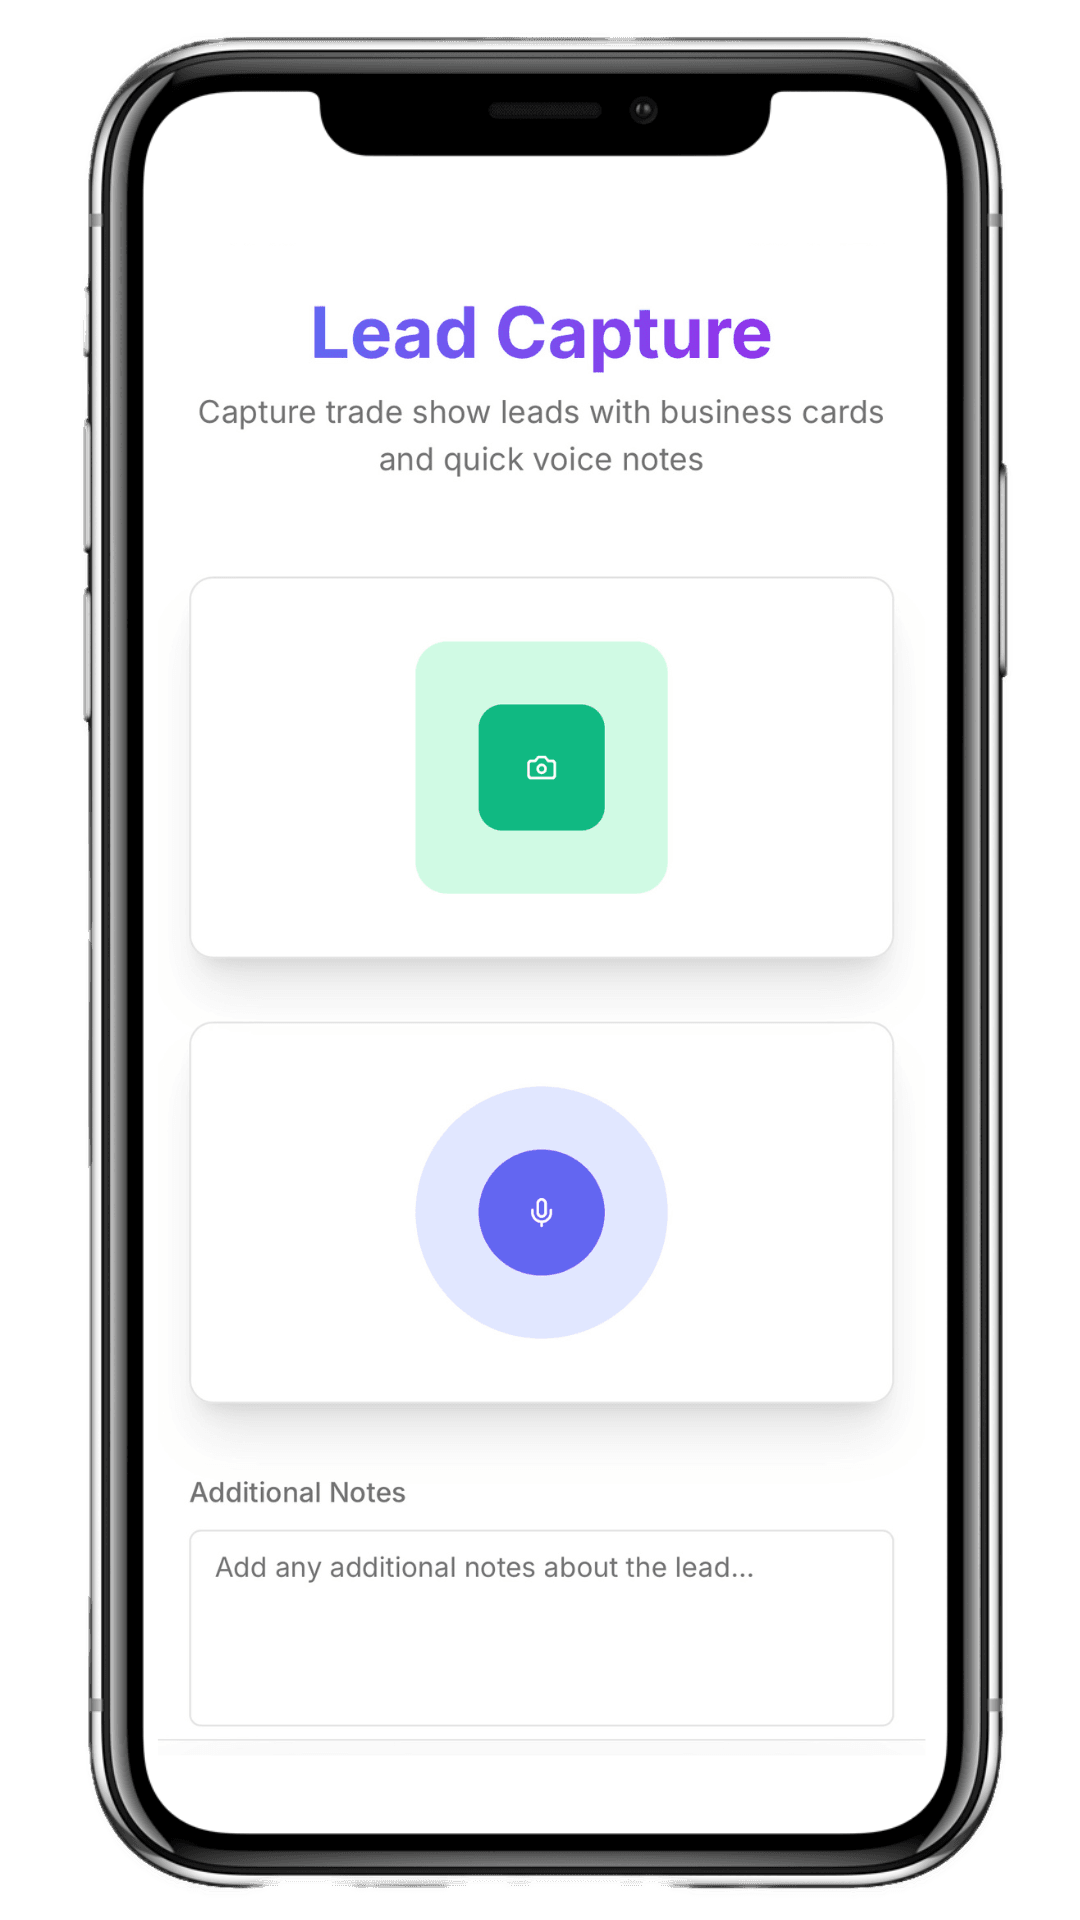 Lead Capture
Capture trade show leads with business cards
and quick voice notes
Additional Notes
Add any additional notes about the lead...